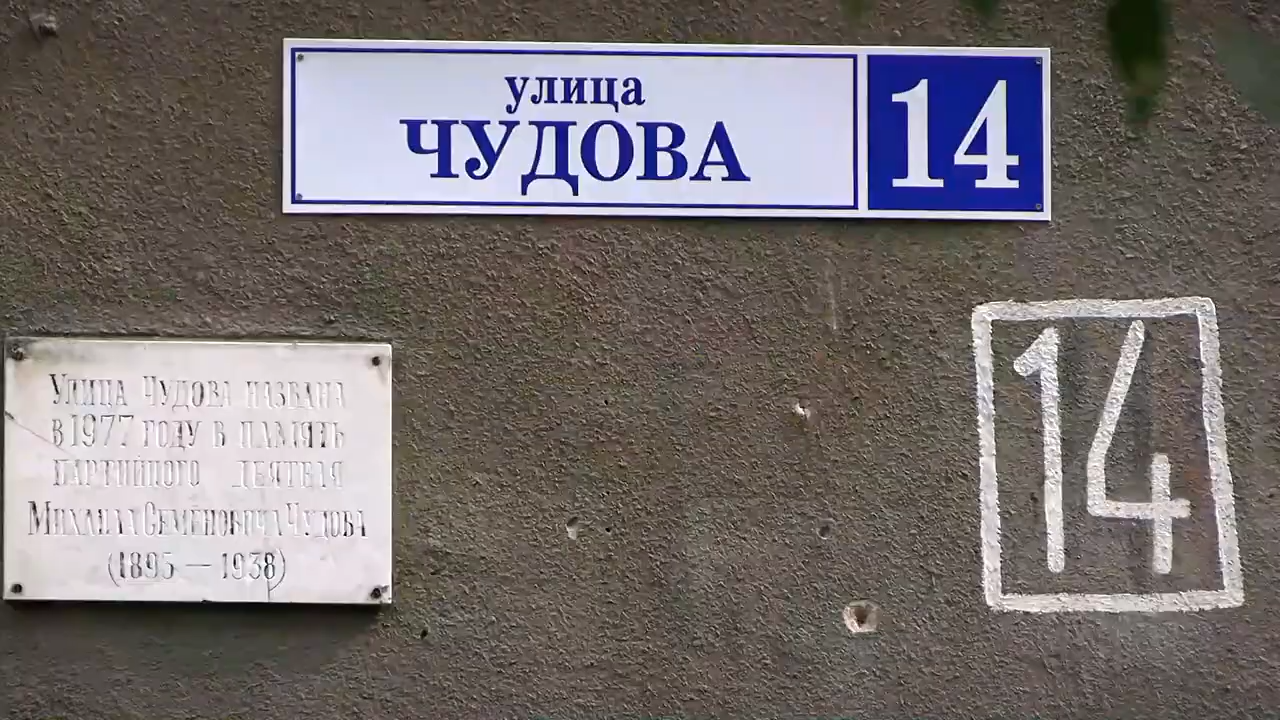 улица
ЧУДОВА
14
Улица Чудова названа
в 1977 году в память
партийного деятеля
Михаила Семёновича Чудова
(1893 — 1938)
14